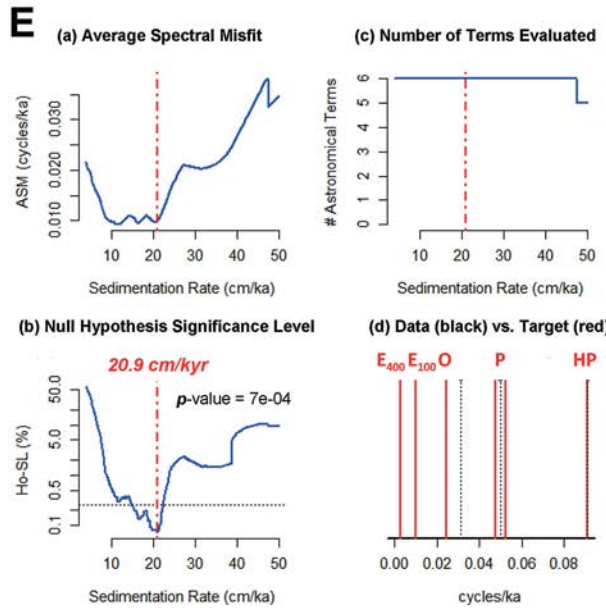 E
(a) Average Spectral Misfit
ASM (cycles/ka)
0.030
0.020
0.010
10 20 30 40 50
Sedimentation Rate (cm/ka)
(c) Number of Terms Evaluated
# Astronomical Terms
6
5
4
3
2
1
0
10 20 30 40 50
Sedimentation Rate (cm/ka)
(b) Null Hypothesis Significance Level
20.9 cm/kyr
p-value = 7e-04
Ho-SL (%)
50.0
5.0
0.5
0.1
10 20 30 40 50
Sedimentation Rate (cm/ka)
(d) Data (black) vs. Target (red)
E400 E100 O P HP
0.00 0.02 0.04 0.06 0.08
cycles/ka